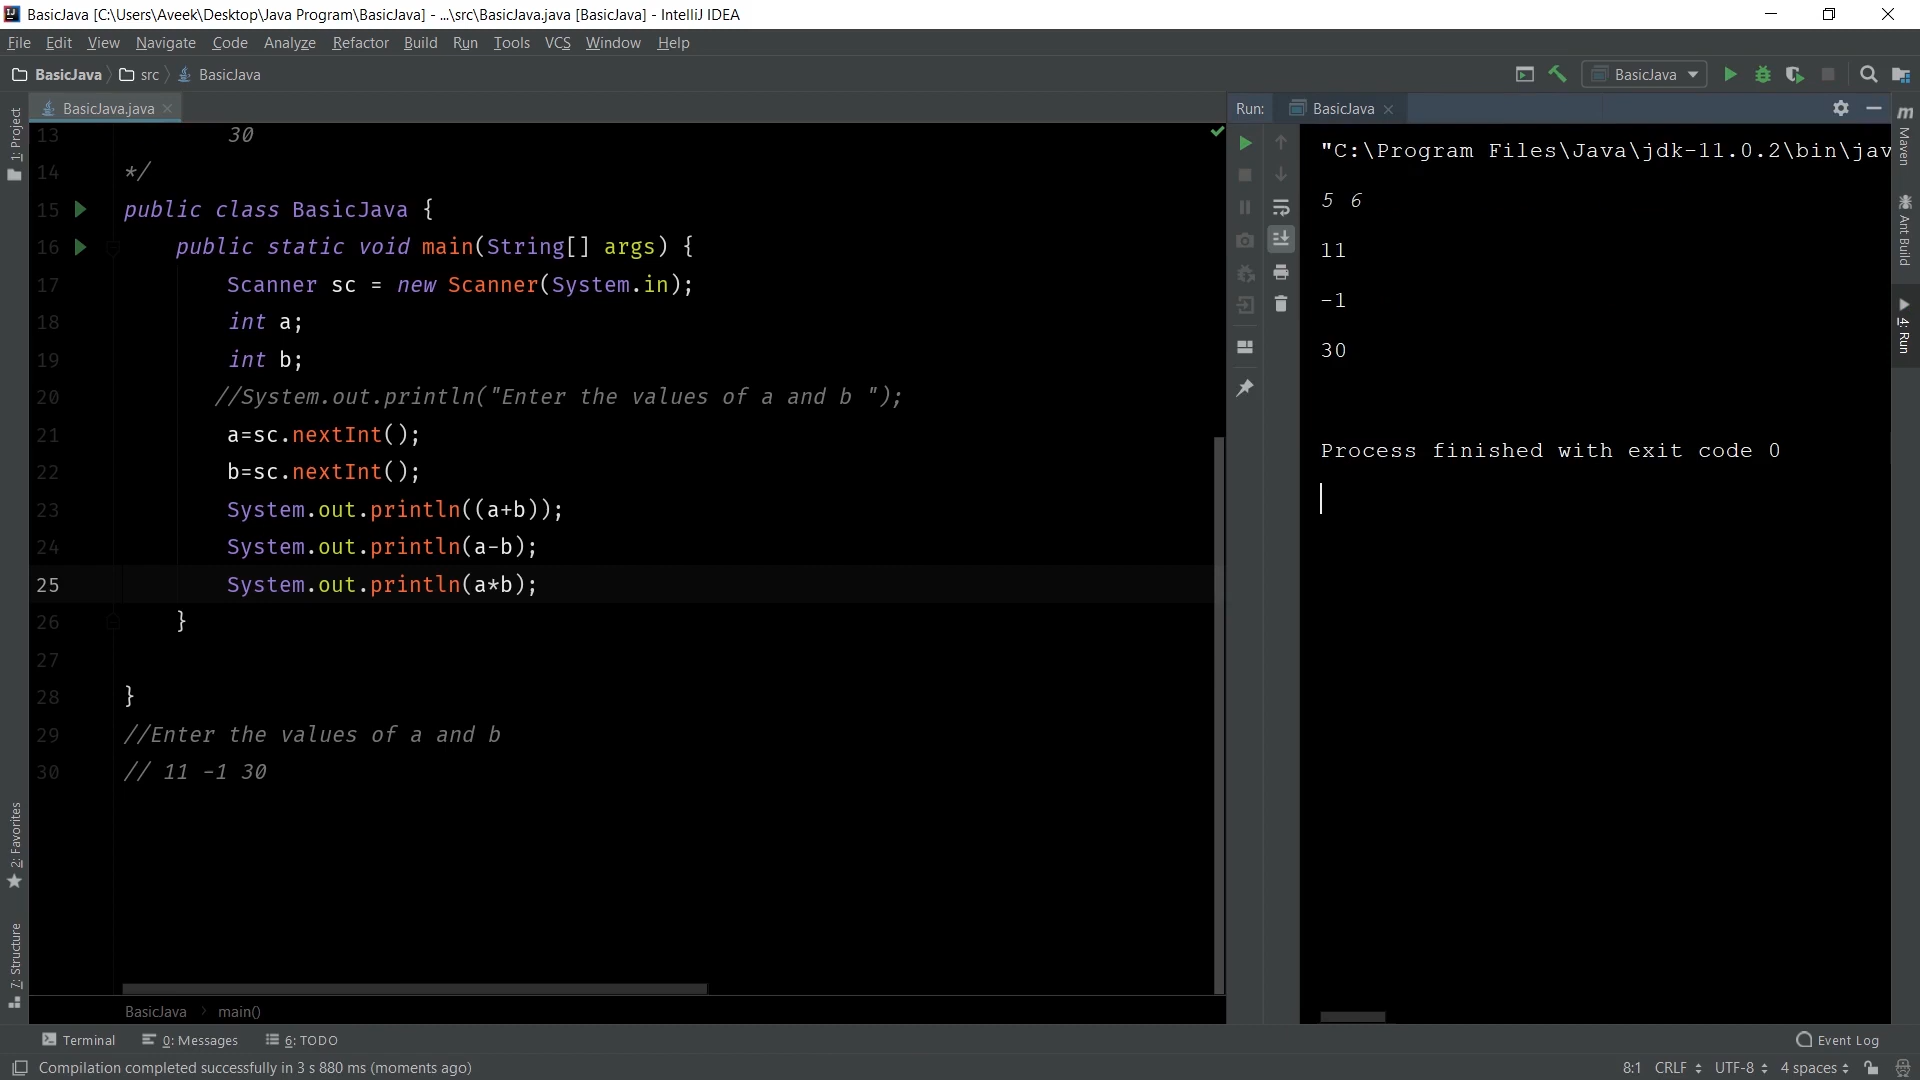 BasicJava [C:\Users\Aveek\Desktop\Java Program\BasicJava] - ...\src\BasicJava.java [BasicJava] - IntelliJ IDEA
File Edit View Navigate Code Analyze Refactor Build Run Tools VCS Window Help
BasicJava src BasicJava
BasicJava
BasicJava.java
1: Project
2: Favorites
7: Structure
13 30
14 */
15 public class BasicJava {
16 public static void main(String[] args) {
17 Scanner sc = new Scanner(System.in);
18 int a;
19 int b;
20 //System.out.println("Enter the values of a and b ");
21 a=sc.nextInt();
22 b=sc.nextInt();
23 System.out.println((a+b));
24 System.out.println(a-b);
25 System.out.println(a*b);
26 }
27
28 }
29 //Enter the values of a and b
30 // 11 -1 30
BasicJava main()
Run: BasicJava
"C:\Program Files\Java\jdk-11.0.2\bin\jav
5 6
11
-1
30
Process finished with exit code 0
m Maven
Ant Build
4: Run
Terminal 0: Messages 6: TODO Event Log
Compilation completed successfully in 3 s 880 ms (moments ago) 8:1 CRLF UTF-8 4 spaces